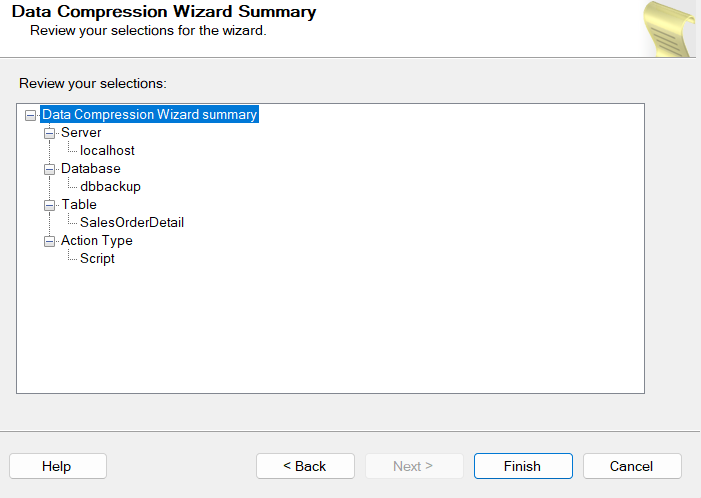 Data Compression Wizard Summary
Review your selections for the wizard.
Review your selections:
Data Compression Wizard summary
Server
localhost
Database
dbbackup
Table
SalesOrderDetail
Action Type
Script
Help
< Back
Next >
Finish
Cancel